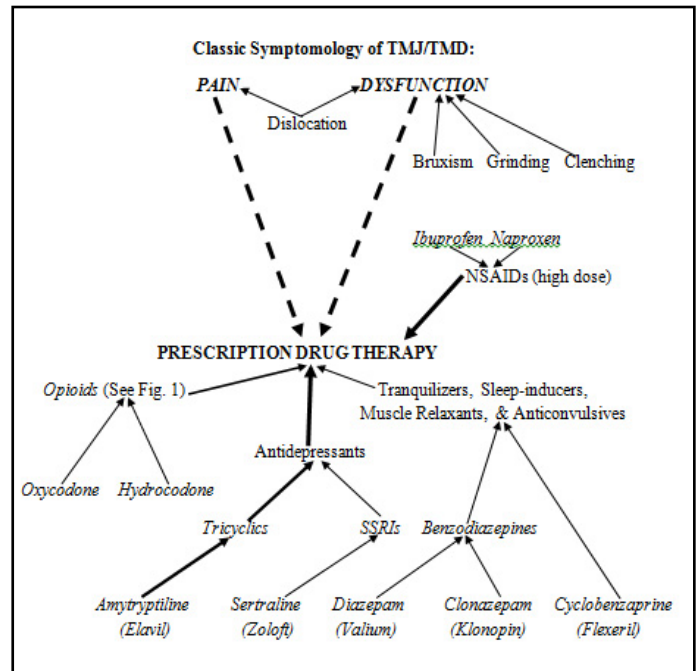 Classic Symptomology of TMJ/TMD:
PAIN DYSFUNCTION
Dislocation
Bruxism Grinding Clenching
Ibuprofen Naproxen
NSAIDs (high dose)
PRESCRIPTION DRUG THERAPY
Opioids (See Fig. 1)
Tranquilizers, Sleep-inducers,
Muscle Relaxants, & Anticonvulsives
Antidepressants
Oxycodone Hydrocodone
Tricyclics SSRIs Benzodiazepines
Amytryptiline Sertraline Diazepam Clonazepam Cyclobenzaprine
(Elavil) (Zoloft) (Valium) (Klonopin) (Flexeril)